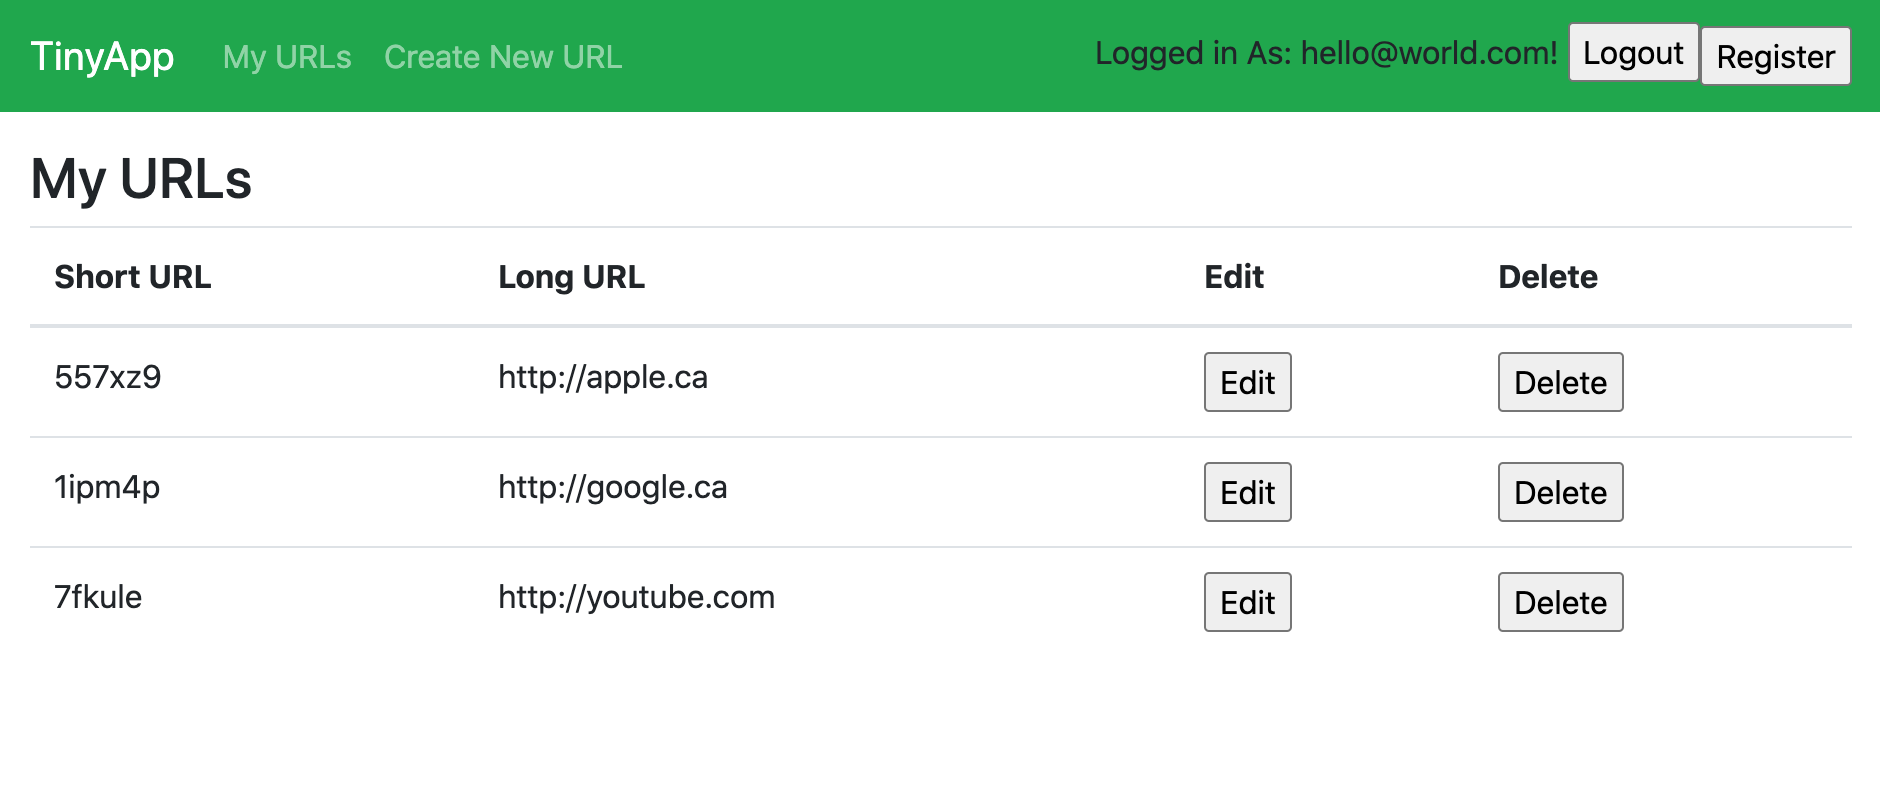 TinyApp My URLs Create New URL Logged in As: hello@world.com! Logout Register
My URLs
Short URL Long URL Edit Delete
557xz9 http://apple.ca Edit Delete
1ipm4p http://google.ca Edit Delete
7fkule http://youtube.com Edit Delete